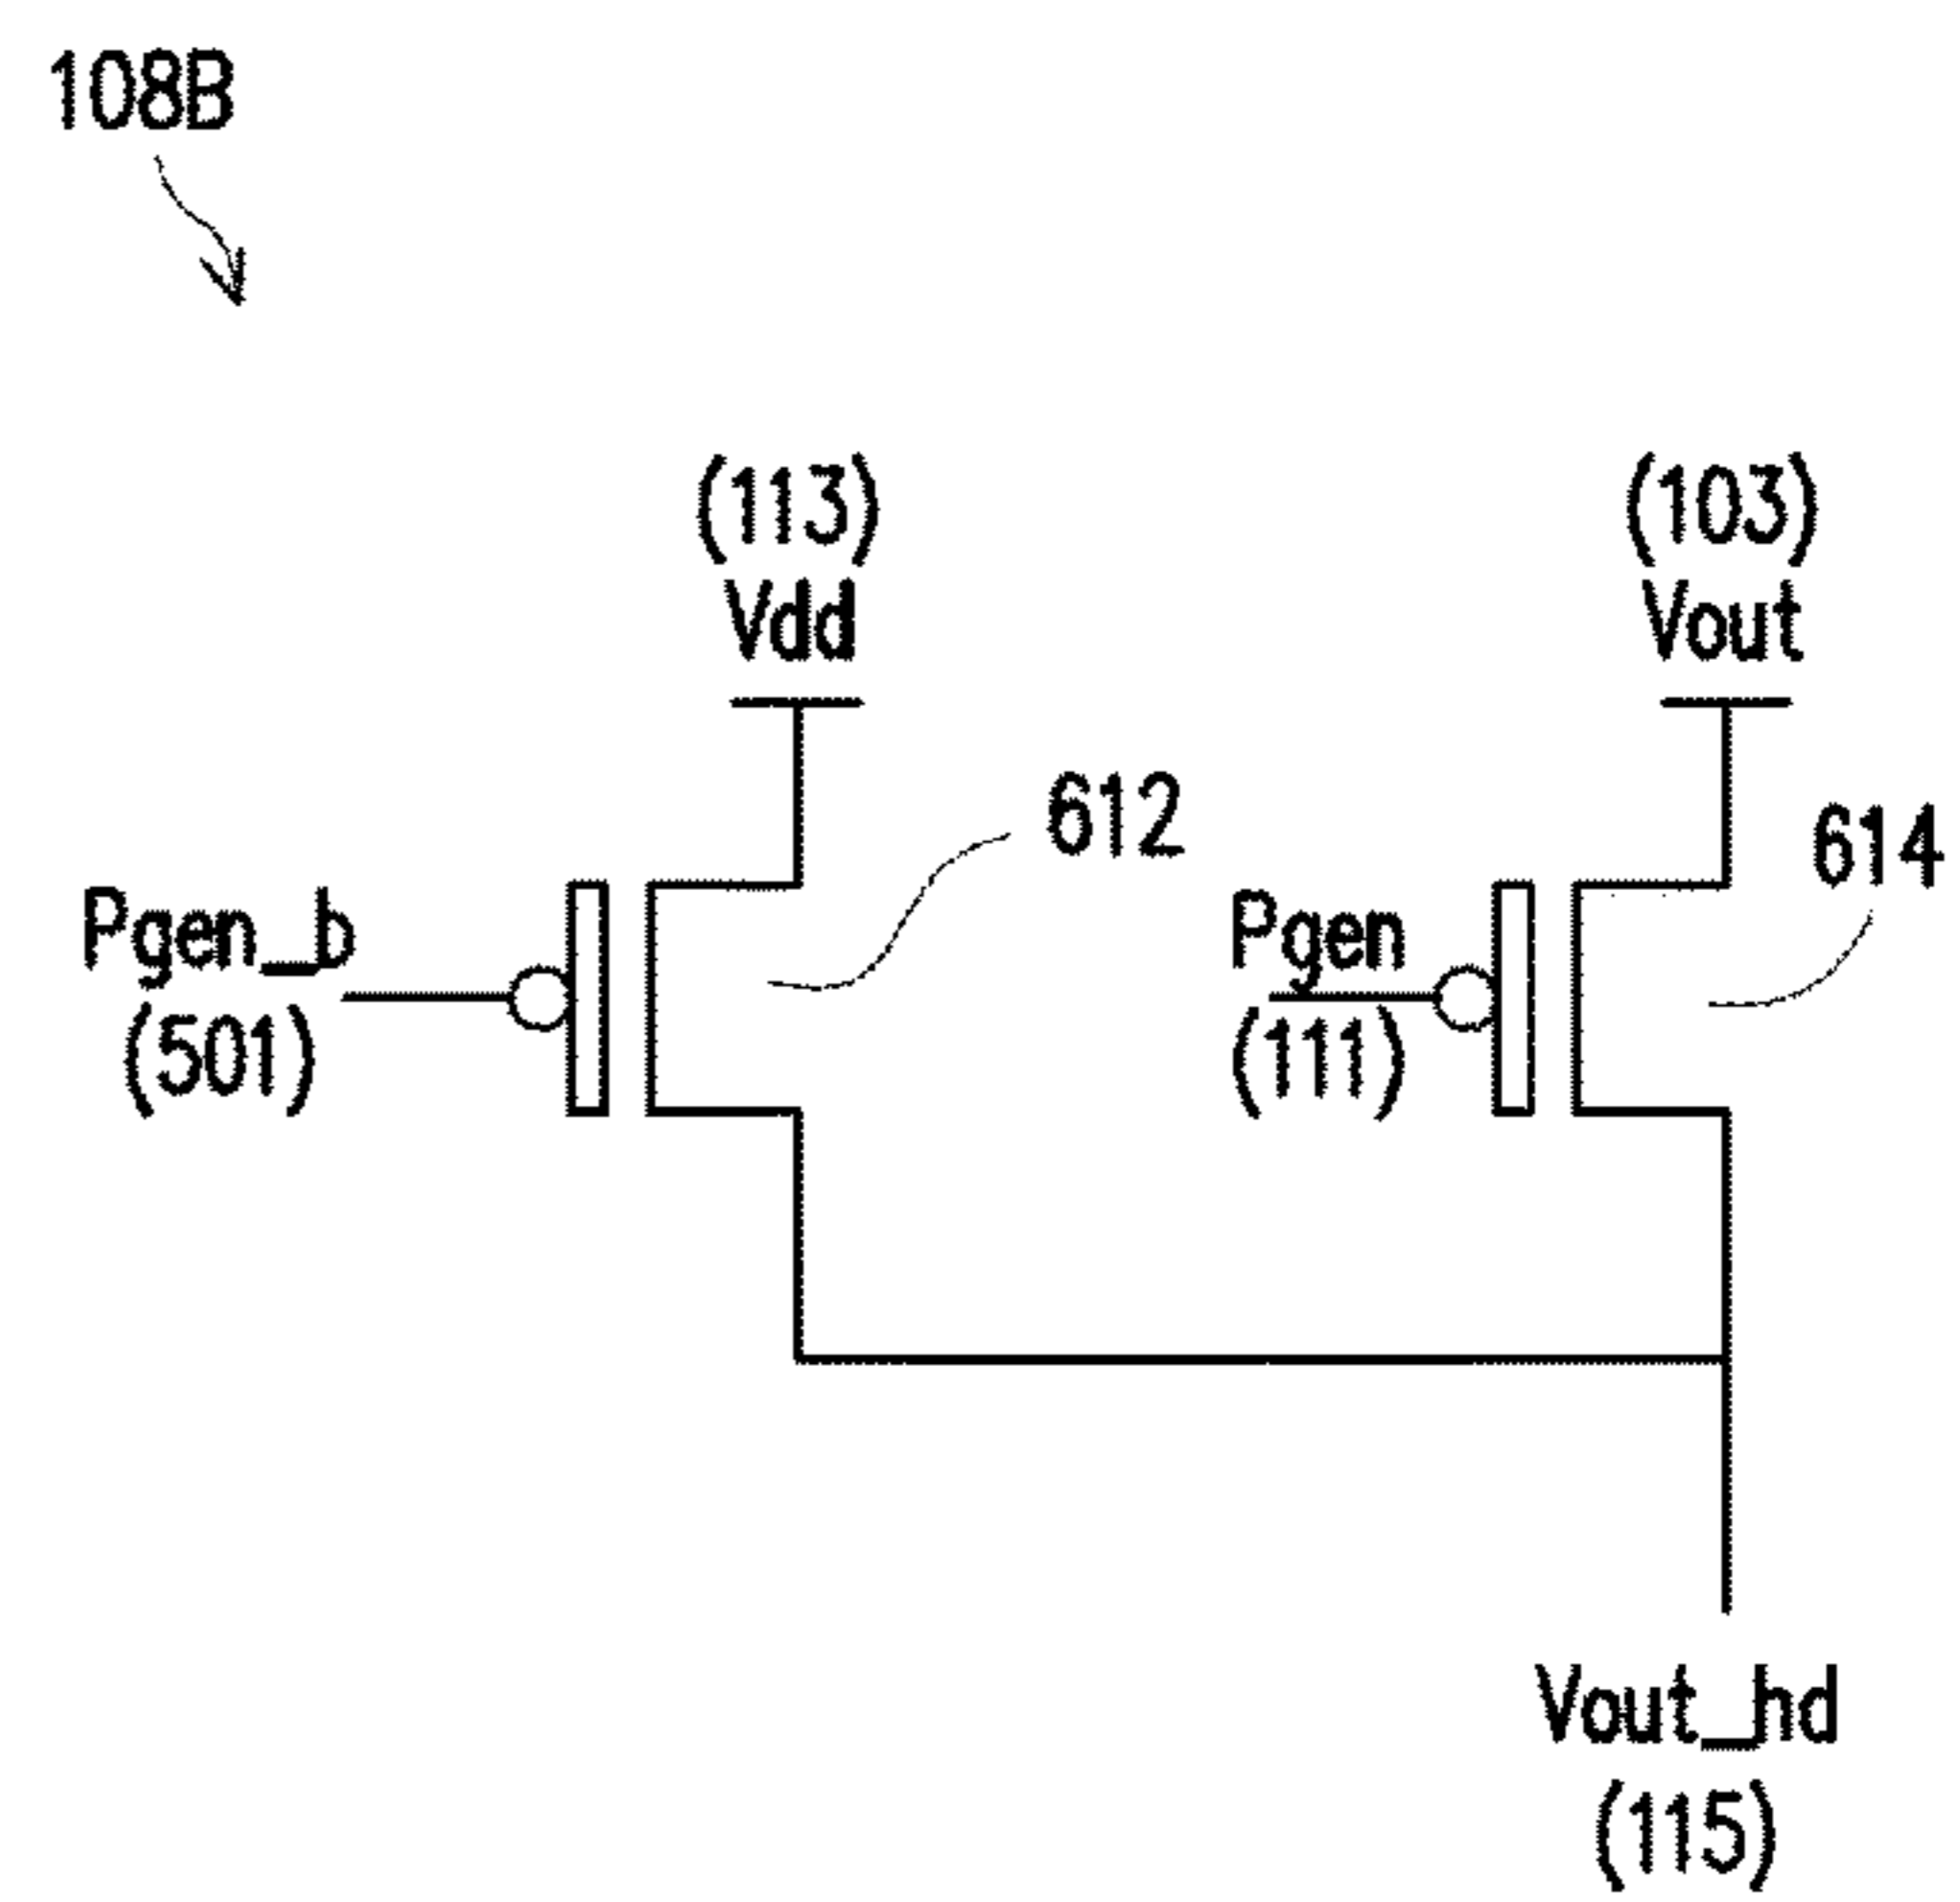 108B
(113)
Vdd
(103)
Vout
612
614
Pgen_b
(501)
Pgen
(111)
Vout_hd
(115)